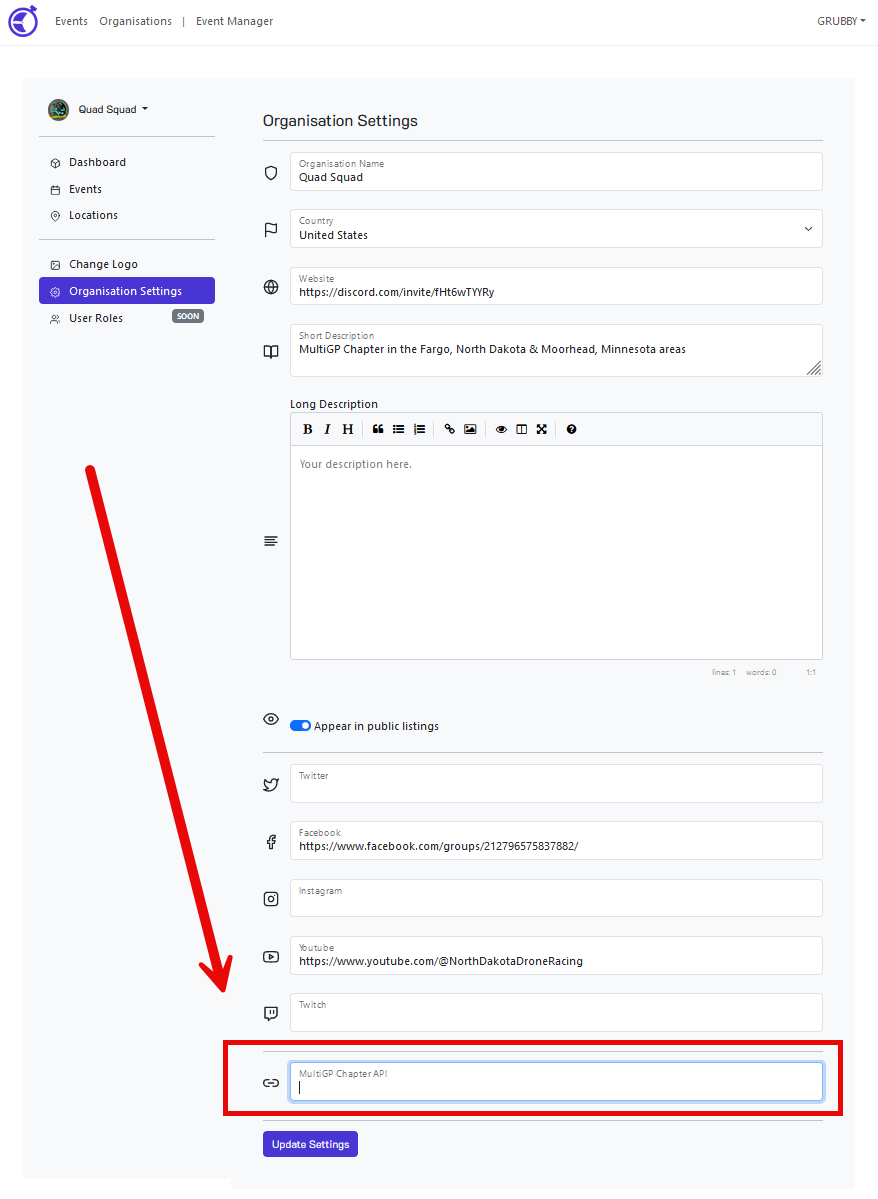 Events Organisations | Event Manager GRUBBY
Quad Squad
Dashboard
Events
Locations
Change Logo
Organisation Settings
User Roles SOON
Organisation Settings
Organisation Name
Quad Squad
Country
United States
Website
https://discord.com/invite/fHt6wTYYRy
Short Description
MultiGP Chapter in the Fargo, North Dakota & Moorhead, Minnesota areas
Long Description
B I H
Your description here.
lines: 1 words: 0 1:1
Appear in public listings
Twitter
Facebook
https://www.facebook.com/groups/212796575837882/
Instagram
Youtube
https://www.youtube.com/@NorthDakotaDroneRacing
Twitch
MultiGP Chapter API
Update Settings